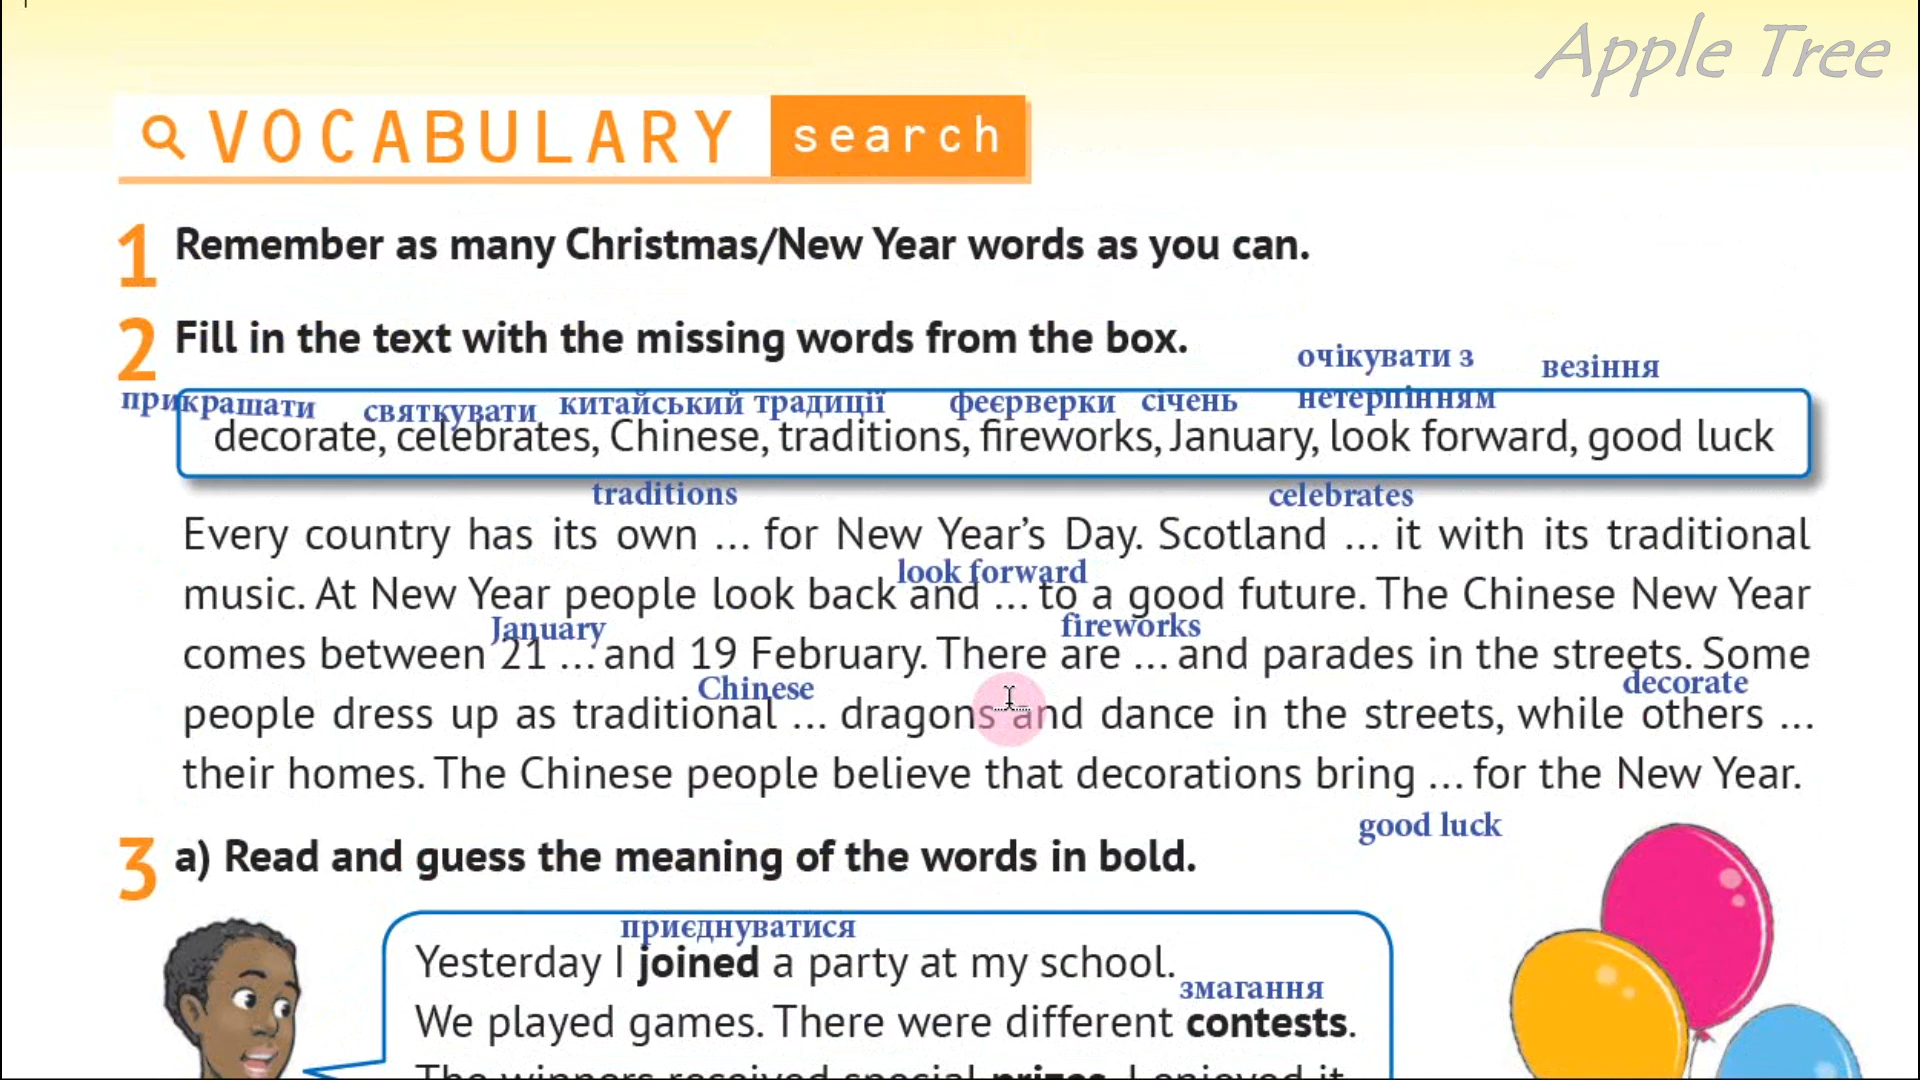 Apple Tree
VOCABULARY search
1 Remember as many Christmas/New Year words as you can.
2 Fill in the text with the missing words from the box.
очікувати з
везіння
прикрашати святкувати китайський традиції феєрверки січень нетерпінням
decorate, celebrates, Chinese, traditions, fireworks, January, look forward, good luck
traditions celebrates
Every country has its own ... for New Year's Day. Scotland ... it with its traditional
look forward
music. At New Year people look back and ... to a good future. The Chinese New Year
January fireworks
comes between 21 ... and 19 February. There are ... and parades in the streets. Some
Chinese decorate
people dress up as traditional ... dragons and dance in the streets, while others ...
their homes. The Chinese people believe that decorations bring ... for the New Year.
good luck
3 a) Read and guess the meaning of the words in bold.
приєднуватися
Yesterday I joined a party at my school.
змагання
We played games. There were different contests.
The winners received special prizes. I enjoyed it